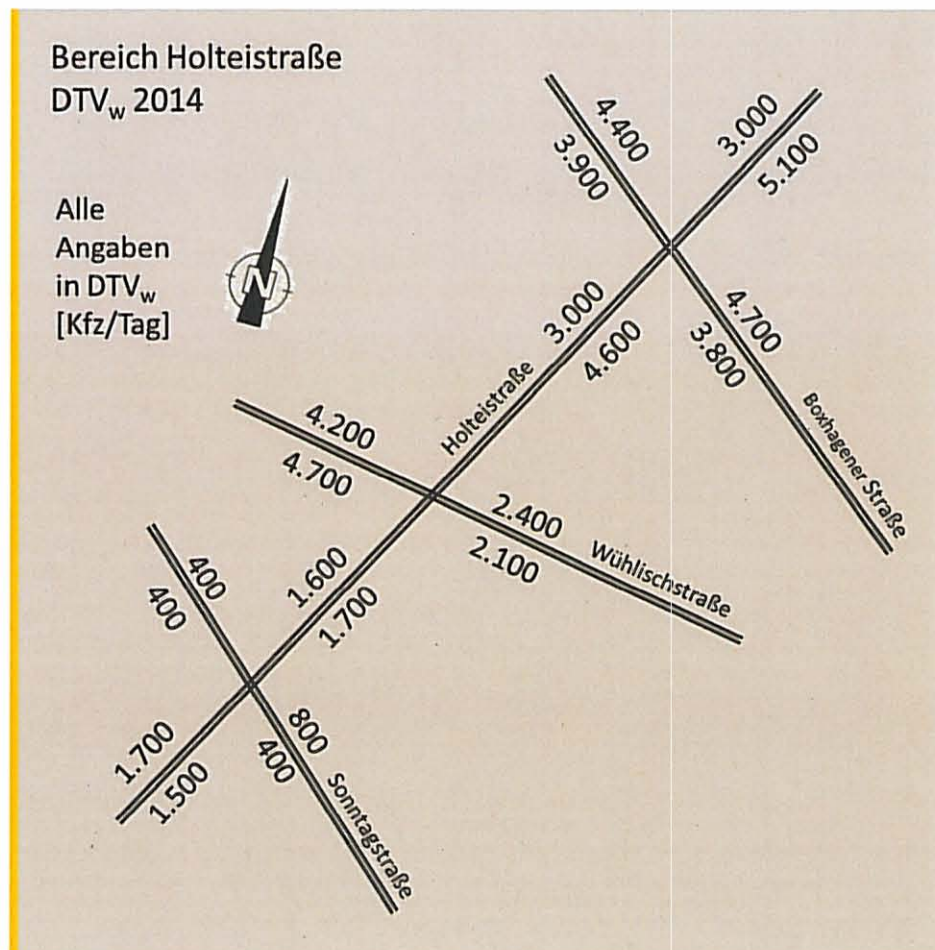 Bereich Holteistraße
DTVw 2014
Alle
Angaben
in DTVw
[Kfz/Tag]
N
4.400
3.900
3.000
5.100
3.000
4.600
4.700
3.800
Holteistraße
Boxhagener Straße
4.200
4.700
2.400
2.100
Wühlischstraße
400
400
1.600
1.700
1.700
1.500
800
400
Sonntagstraße